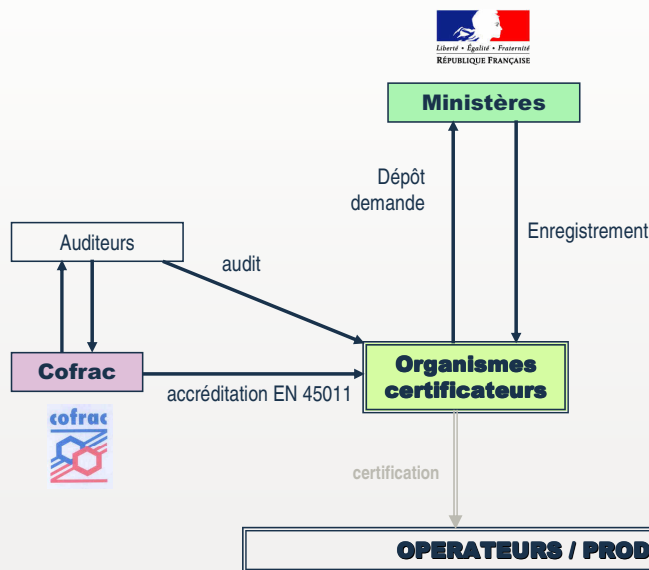 Liberté • Égalité • Fraternité
RÉPUBLIQUE FRANÇAISE
Ministères
Dépôt
demande
Enregistrement
Auditeurs
audit
Cofrac
accréditation EN 45011
Organismes
certificateurs
cofrac
certification
OPERATEURS / PROD